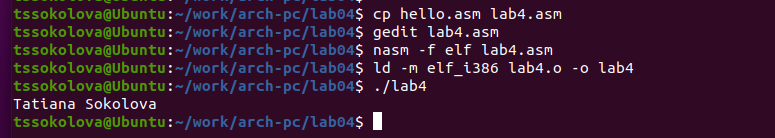 tssokolova@Ubuntu:~/work/arch-pc/lab04$ cp hello.asm lab4.asm
tssokolova@Ubuntu:~/work/arch-pc/lab04$ gedit lab4.asm
tssokolova@Ubuntu:~/work/arch-pc/lab04$ nasm -f elf lab4.asm
tssokolova@Ubuntu:~/work/arch-pc/lab04$ ld -m elf_i386 lab4.o -o lab4
tssokolova@Ubuntu:~/work/arch-pc/lab04$ ./lab4
Tatiana Sokolova
tssokolova@Ubuntu:~/work/arch-pc/lab04$